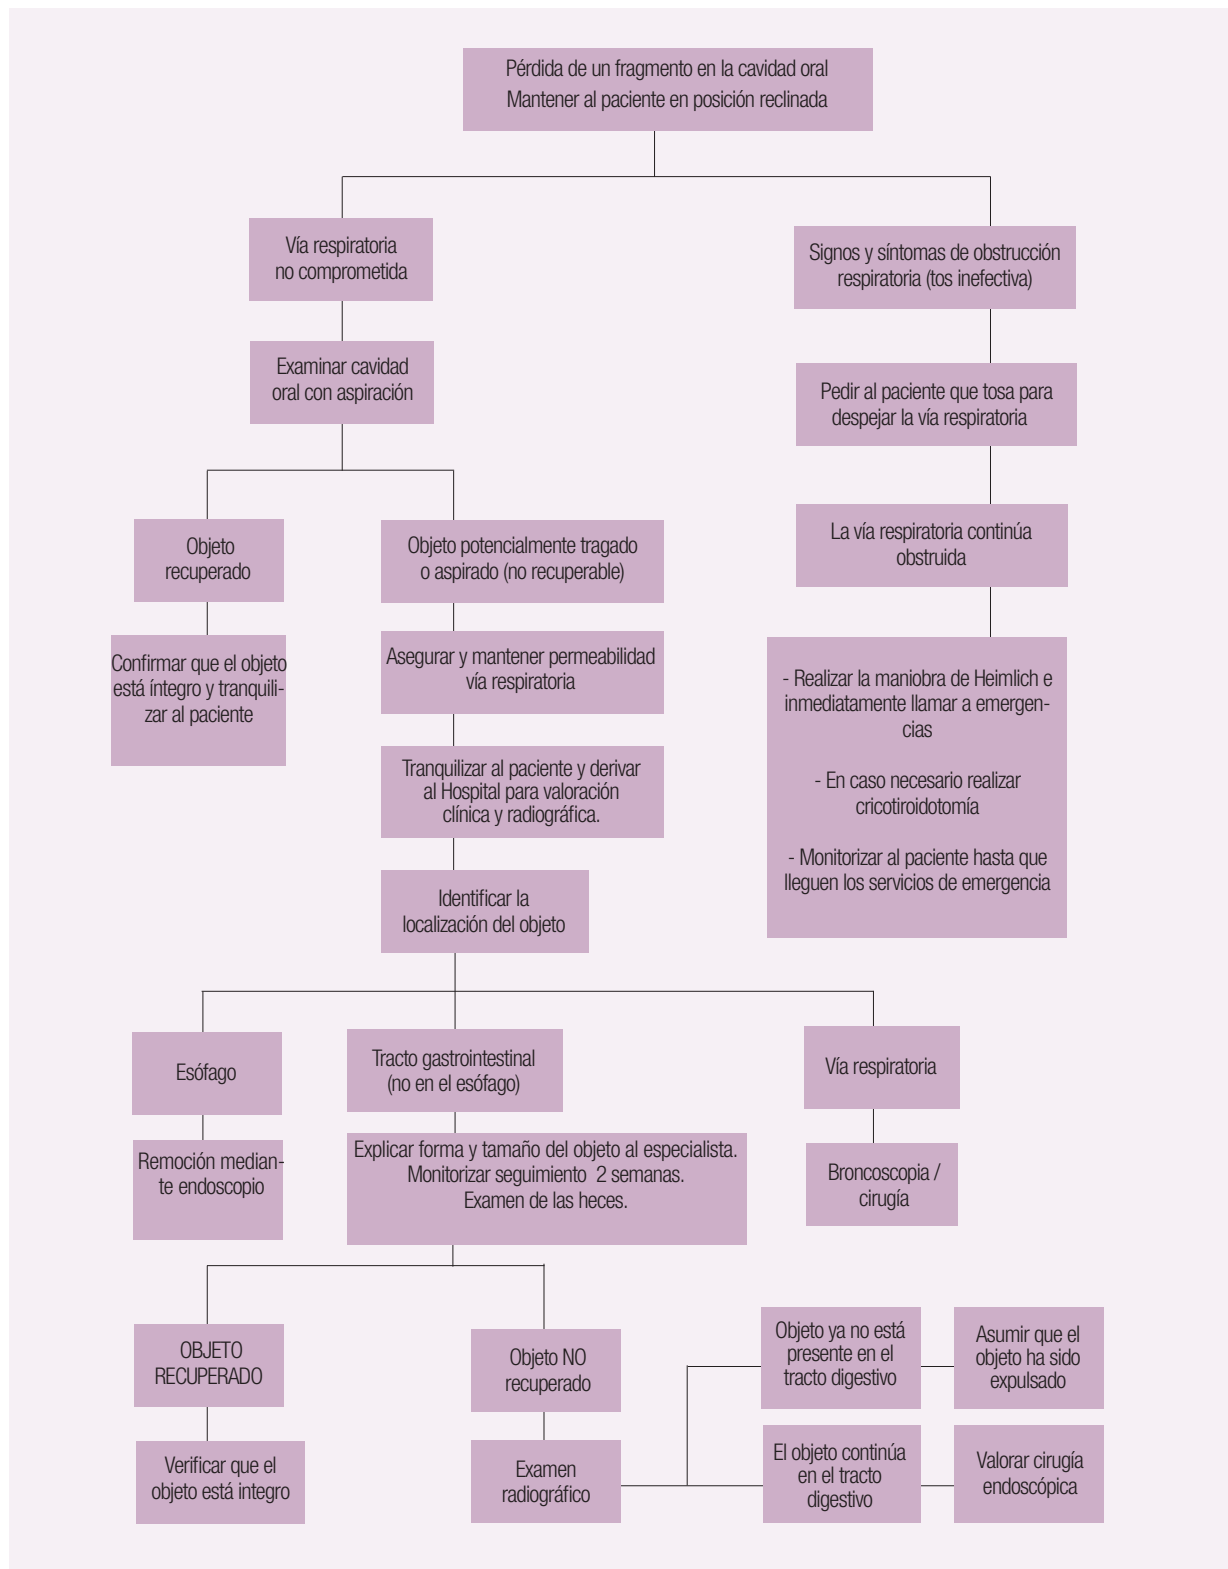 Pérdida de un fragmento en la cavidad oral
Mantener al paciente en posición reclinada
Vía respiratoria
no comprometida
Signos y síntomas de obstrucción
respiratoria (tos inefectiva)
Examinar cavidad
oral con aspiración
Pedir al paciente que tosa para
despejar la vía respiratoria
Objeto
recuperado
Objeto potencialmente tragado
o aspirado (no recuperable)
La vía respiratoria continúa
obstruida
Confirmar que el objeto
está íntegro y tranquili-
zar al paciente
Asegurar y mantener permeabilidad
vía respiratoria
- Realizar la maniobra de Heimlich e
inmediatamente llamar a emergen-
cias
- En caso necesario realizar
cricotiroidotomía
- Monitorizar al paciente hasta que
lleguen los servicios de emergencia
Tranquilizar al paciente y derivar
al Hospital para valoración
clínica y radiográfica.
Identificar la
localización del objeto
Esófago
Tracto gastrointestinal
(no en el esófago)
Vía respiratoria
Remoción median-
te endoscopio
Explicar forma y tamaño del objeto al especialista.
Monitorizar seguimiento 2 semanas.
Examen de las heces.
Broncoscopia /
cirugía
OBJETO
RECUPERADO
Objeto NO
recuperado
Objeto ya no está
presente en el
tracto digestivo
Asumir que el
objeto ha sido
expulsado
Verificar que el
objeto está integro
Examen
radiográfico
El objeto continúa
en el tracto
digestivo
Valorar cirugía
endoscópica